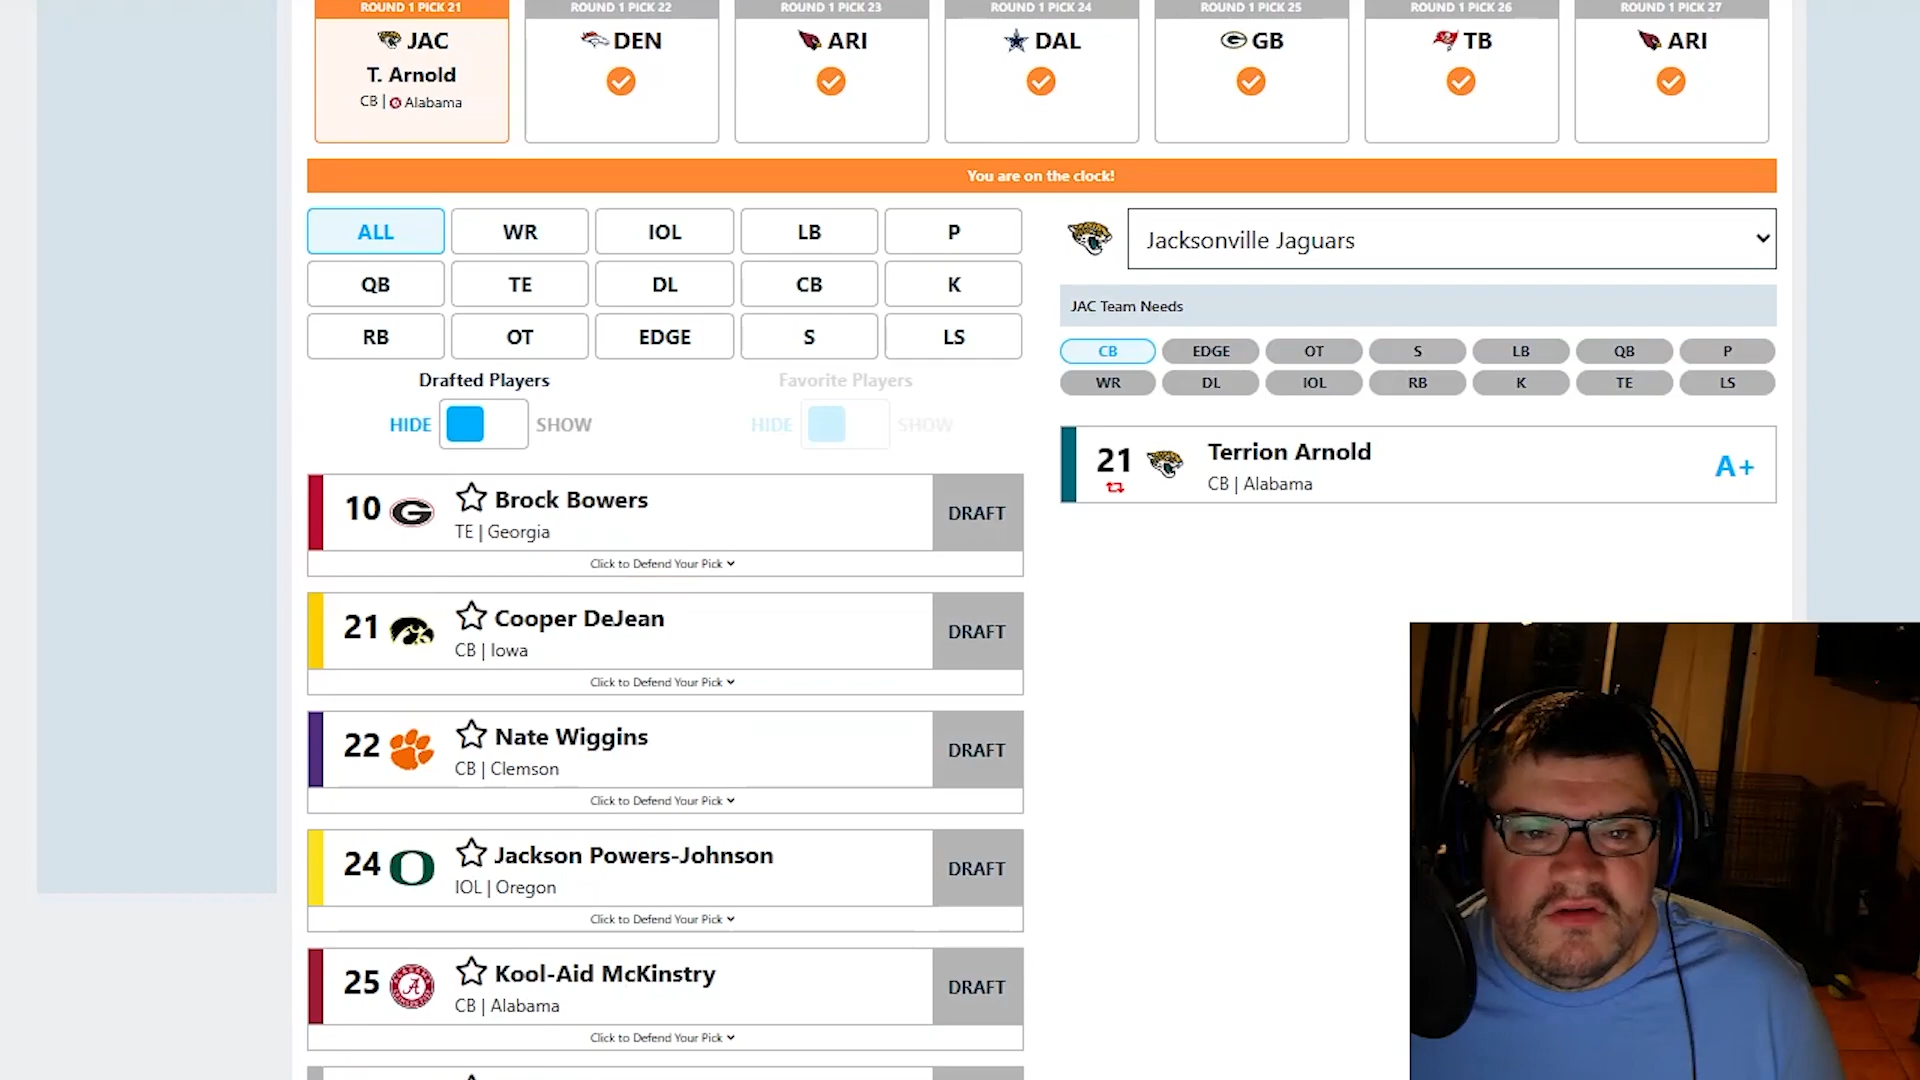 ROUND 1 PICK 21
JAC
T. Arnold
CB | Alabama
ROUND 1 PICK 22
DEN
ROUND 1 PICK 23
ARI
ROUND 1 PICK 24
DAL
ROUND 1 PICK 25
GB
ROUND 1 PICK 26
TB
ROUND 1 PICK 27
ARI
You are on the clock!
ALL WR IOL LB P
QB TE DL CB K
RB OT EDGE S LS
Drafted Players
HIDE SHOW
Favorite Players
HIDE SHOW
10 Brock Bowers
TE | Georgia
DRAFT
Click to Defend Your Pick
21 Cooper DeJean
CB | Iowa
DRAFT
Click to Defend Your Pick
22 Nate Wiggins
CB | Clemson
DRAFT
Click to Defend Your Pick
24 Jackson Powers-Johnson
IOL | Oregon
DRAFT
Click to Defend Your Pick
25 Kool-Aid McKinstry
CB | Alabama
DRAFT
Click to Defend Your Pick
Jacksonville Jaguars
JAC Team Needs
CB EDGE OT S LB QB P
WR DL IOL RB K TE LS
21 Terrion Arnold
CB | Alabama
A+